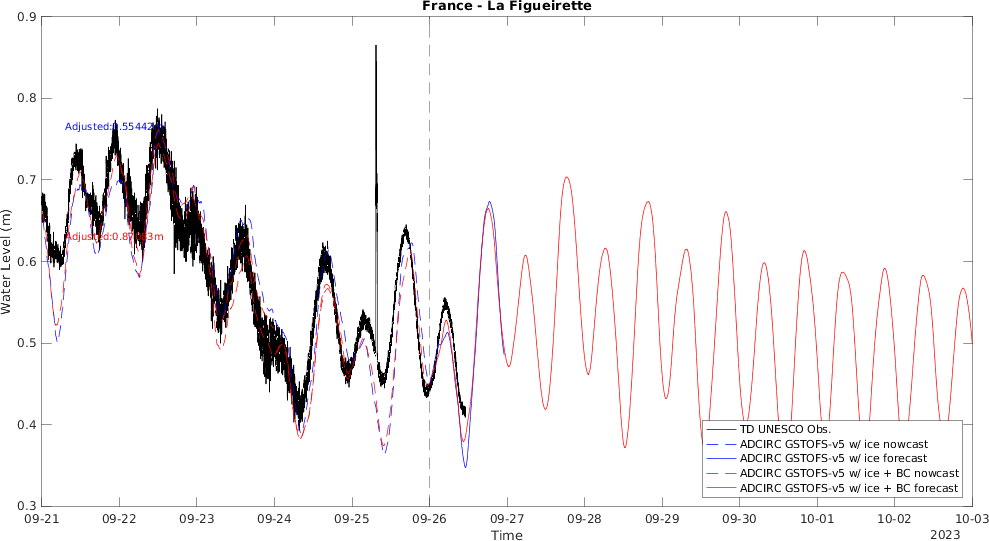 France - La Figueirette
0.9
0.8
0.7
0.6
0.5
0.4
0.3
Water Level (m)
TD UNESCO Obs.
ADCIRC GSTOFS-v5 w/ ice nowcast
ADCIRC GSTOFS-v5 w/ ice forecast
ADCIRC GSTOFS-v5 w/ ice + BC nowcast
ADCIRC GSTOFS-v5 w/ ice + BC forecast
09-21 09-22 09-23 09-24 09-25 09-26 09-27 09-28 09-29 09-30 10-01 10-02 10-03
Time
2023